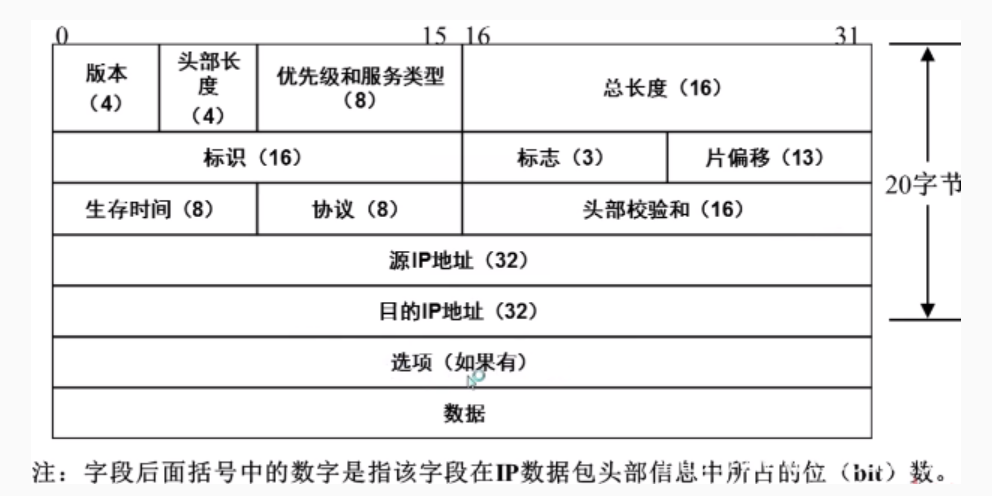 0 15 16 31
版本（4）
头部长度（4）
优先级和服务类型（8）
总长度（16）
标识（16）
标志（3）
片偏移（13）
20字节
生存时间（8）
协议（8）
头部校验和（16）
源IP地址（32）
目的IP地址（32）
选项（如果有）
数据
注：字段后面括号中的数字是指该字段在IP数据包头部信息中所占的位（bit）数。